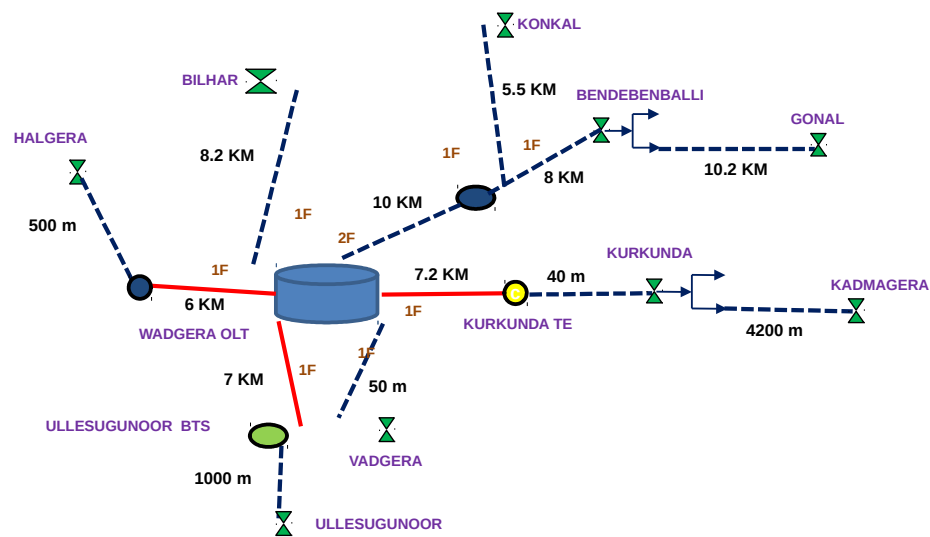 KONKAL
BILHAR
5.5 KM
BENDEBENBALLI
GONAL
HALGERA
8.2 KM
1F
1F
8 KM
10.2 KM
500 m
10 KM
1F
2F
KURKUNDA
1F
7.2 KM
40 m
KADMAGERA
6 KM
1F
KURKUNDA TE
4200 m
WADGERA OLT
1F
7 KM
1F
50 m
ULLESUGUNOOR BTS
VADGERA
1000 m
ULLESUGUNOOR